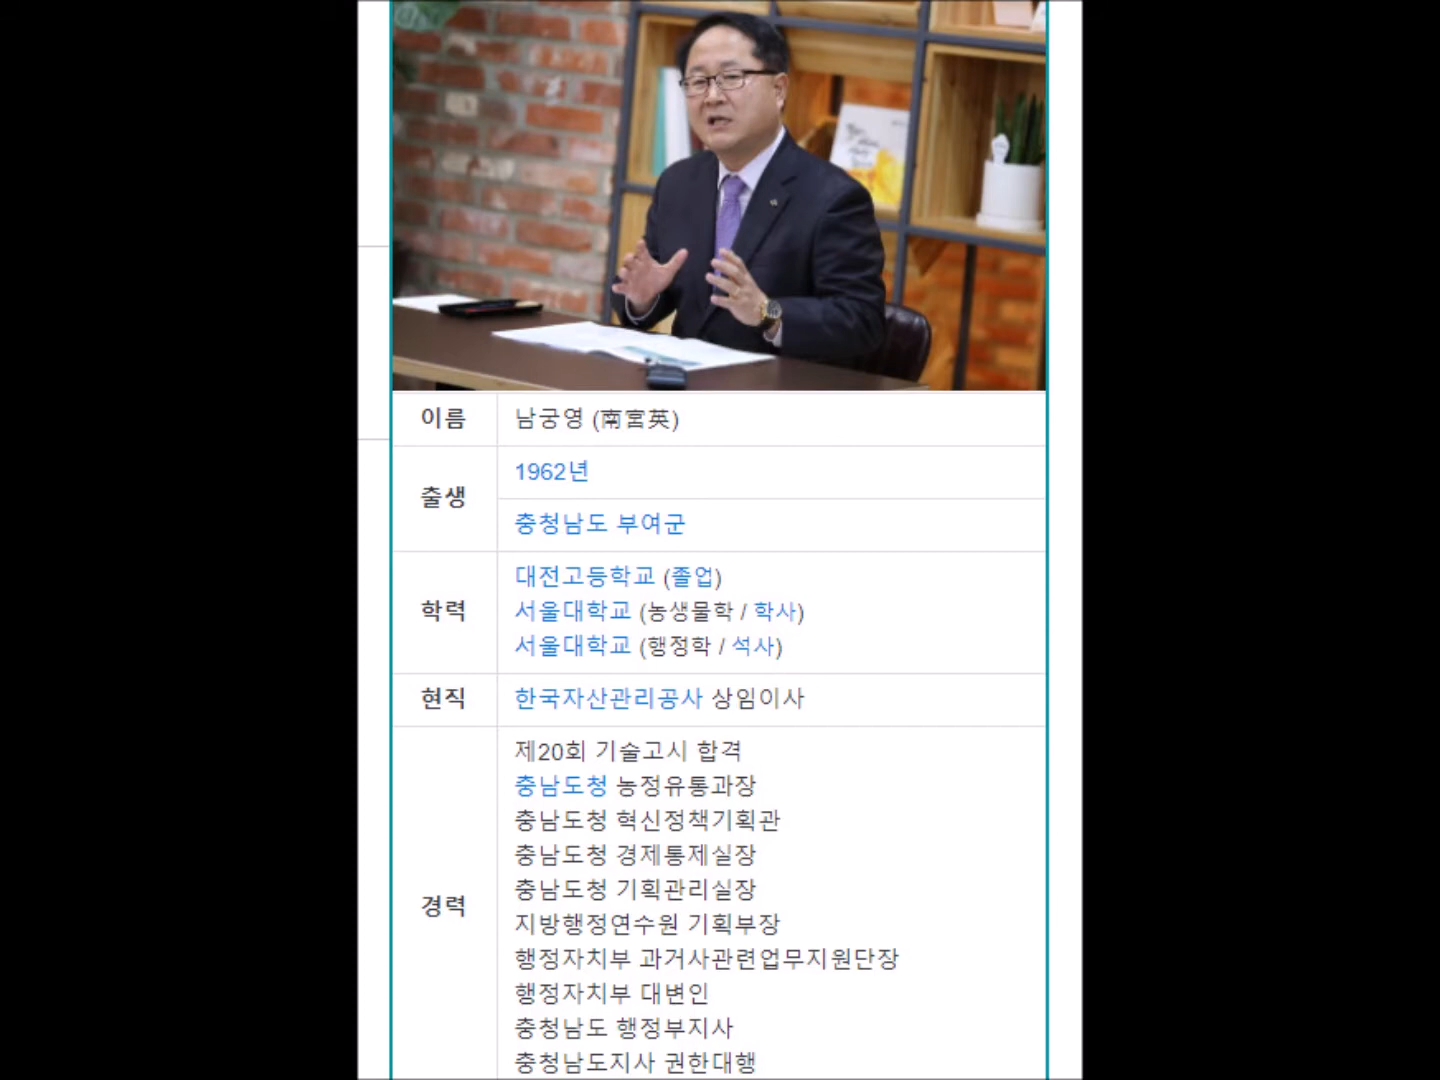 이름
남궁영 (南宮英)
출생
1962년
충청남도 부여군
학력
대전고등학교 (졸업)
서울대학교 (농생물학 / 학사)
서울대학교 (행정학 / 석사)
현직
한국자산관리공사 상임이사
경력
제20회 기술고시 합격
충남도청 농정유통과장
충남도청 혁신정책기획관
충남도청 경제통제실장
충남도청 기획관리실장
지방행정연수원 기획부장
행정자치부 과거사관련업무지원단장
행정자치부 대변인
충청남도 행정부지사
충청남도지사 권한대행